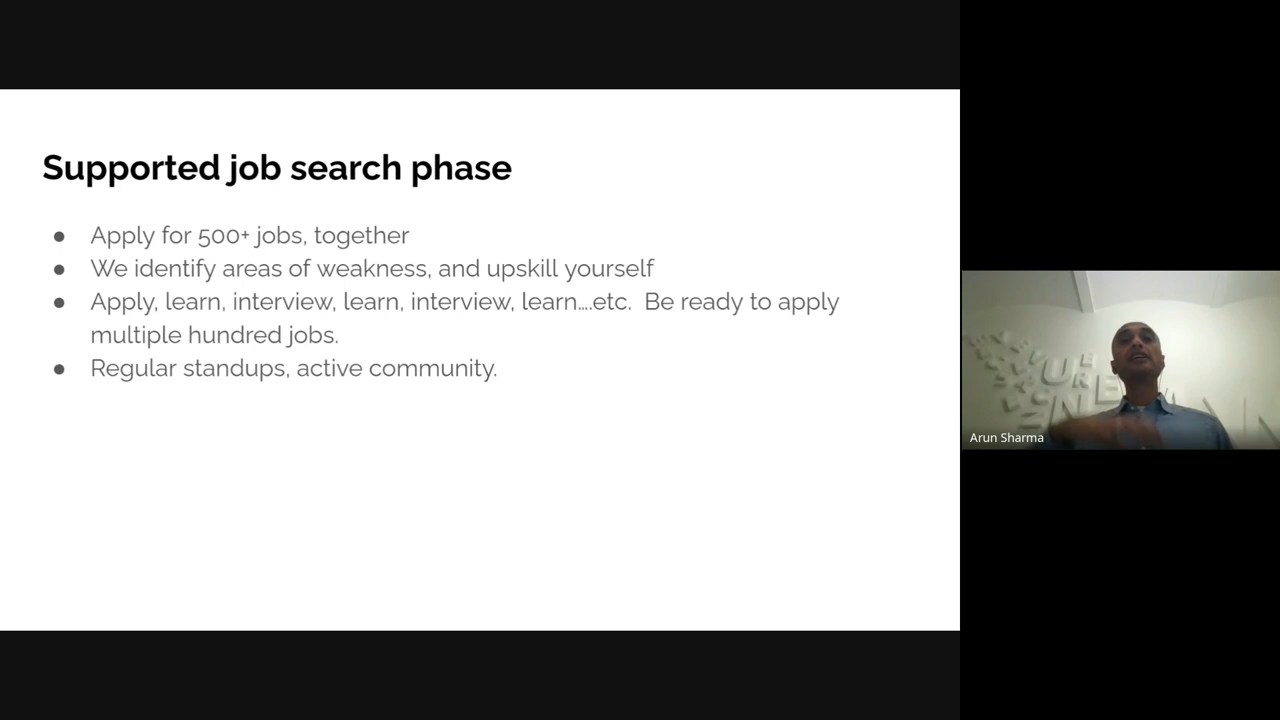 Supported job search phase
● Apply for 500+ jobs, together
● We identify areas of weakness, and upskill yourself
● Apply, learn, interview, learn, interview, learn....etc.  Be ready to apply
multiple hundred jobs.
● Regular standups, active community.
Arun Sharma